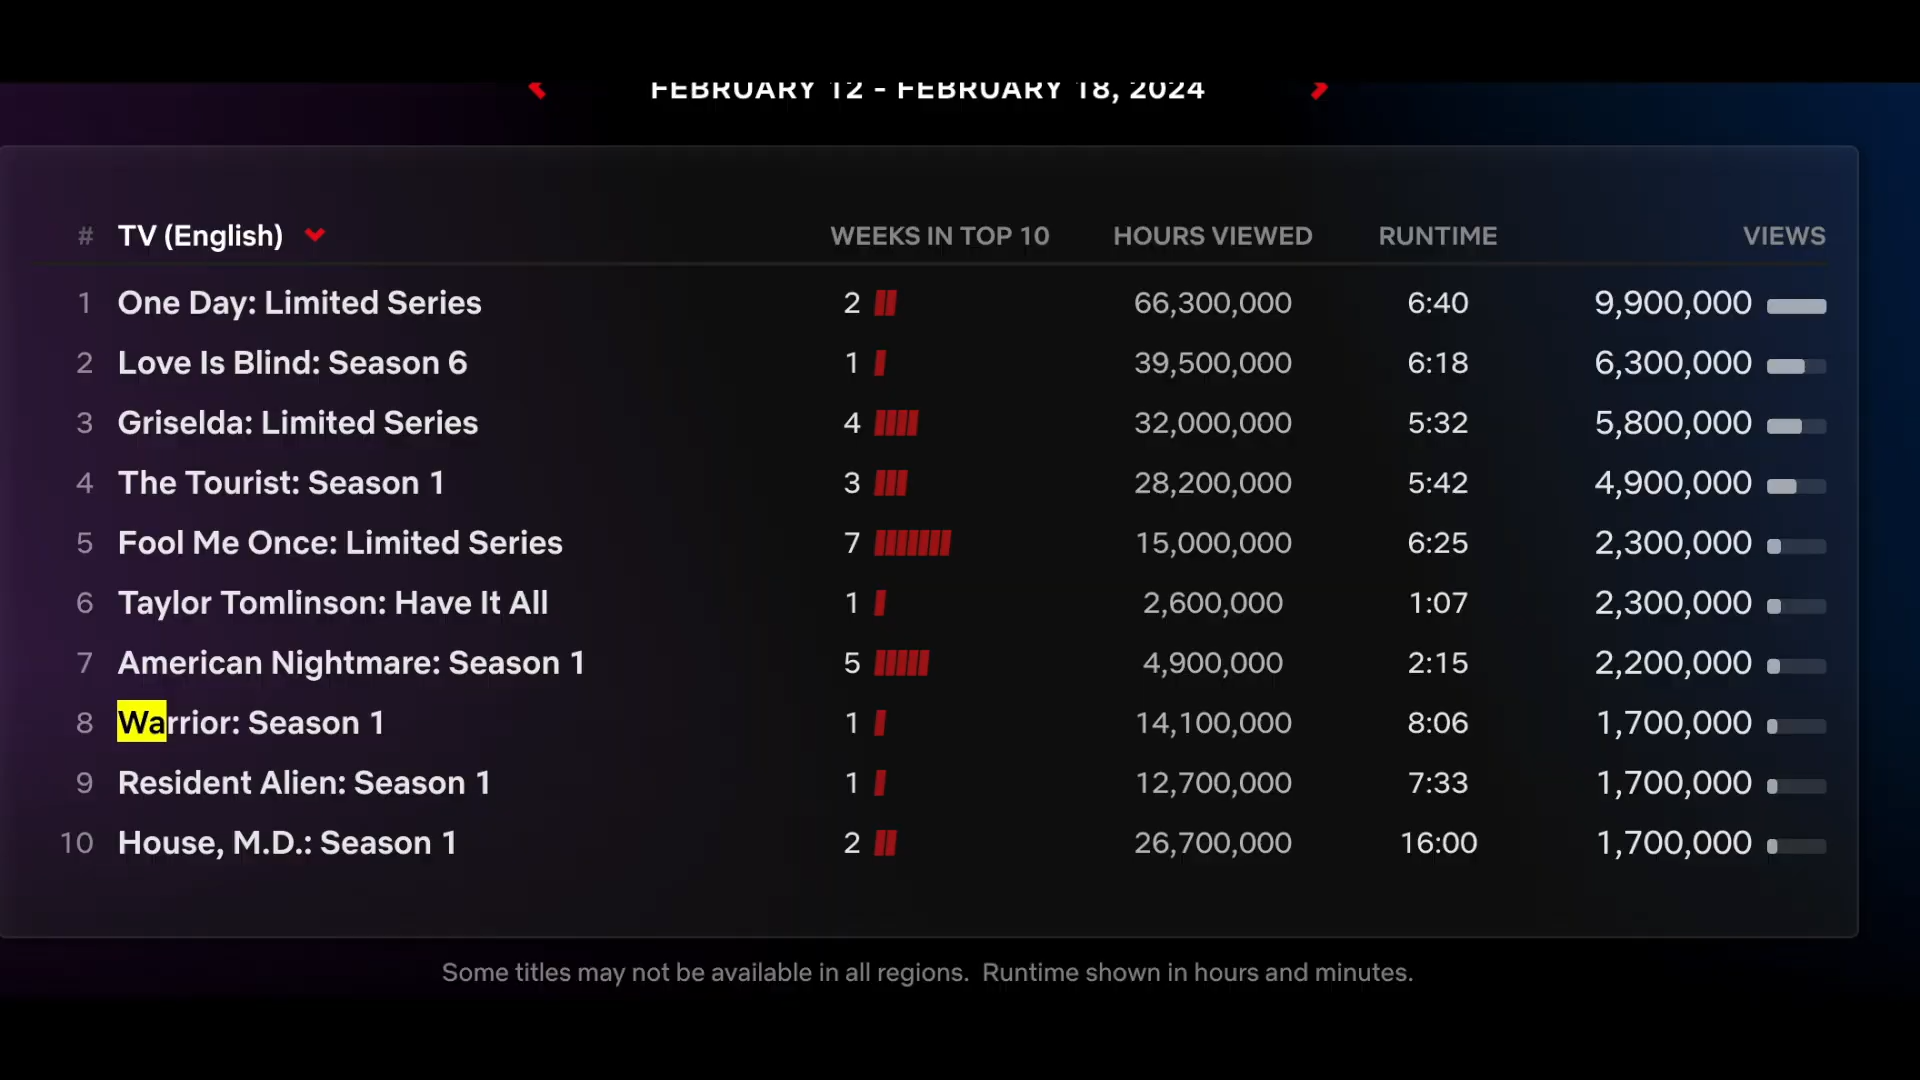 FEBRUARY 12 - FEBRUARY 18, 2024
# TV (English) WEEKS IN TOP 10 HOURS VIEWED RUNTIME VIEWS
1 One Day: Limited Series 2 66,300,000 6:40 9,900,000
2 Love Is Blind: Season 6 1 39,500,000 6:18 6,300,000
3 Griselda: Limited Series 4 32,000,000 5:32 5,800,000
4 The Tourist: Season 1 3 28,200,000 5:42 4,900,000
5 Fool Me Once: Limited Series 7 15,000,000 6:25 2,300,000
6 Taylor Tomlinson: Have It All 1 2,600,000 1:07 2,300,000
7 American Nightmare: Season 1 5 4,900,000 2:15 2,200,000
8 Warrior: Season 1 1 14,100,000 8:06 1,700,000
9 Resident Alien: Season 1 1 12,700,000 7:33 1,700,000
10 House, M.D.: Season 1 2 26,700,000 16:00 1,700,000
Some titles may not be available in all regions. Runtime shown in hours and minutes.